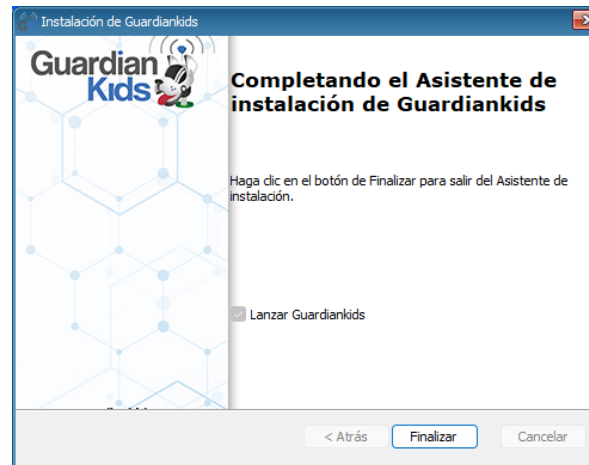 Instalación de Guardiankids
Guardian
Kids
Completando el Asistente de
instalación de Guardiankids
Haga clic en el botón de Finalizar para salir del Asistente de
instalación.
Lanzar Guardiankids
< Atrás
Finalizar
Cancelar